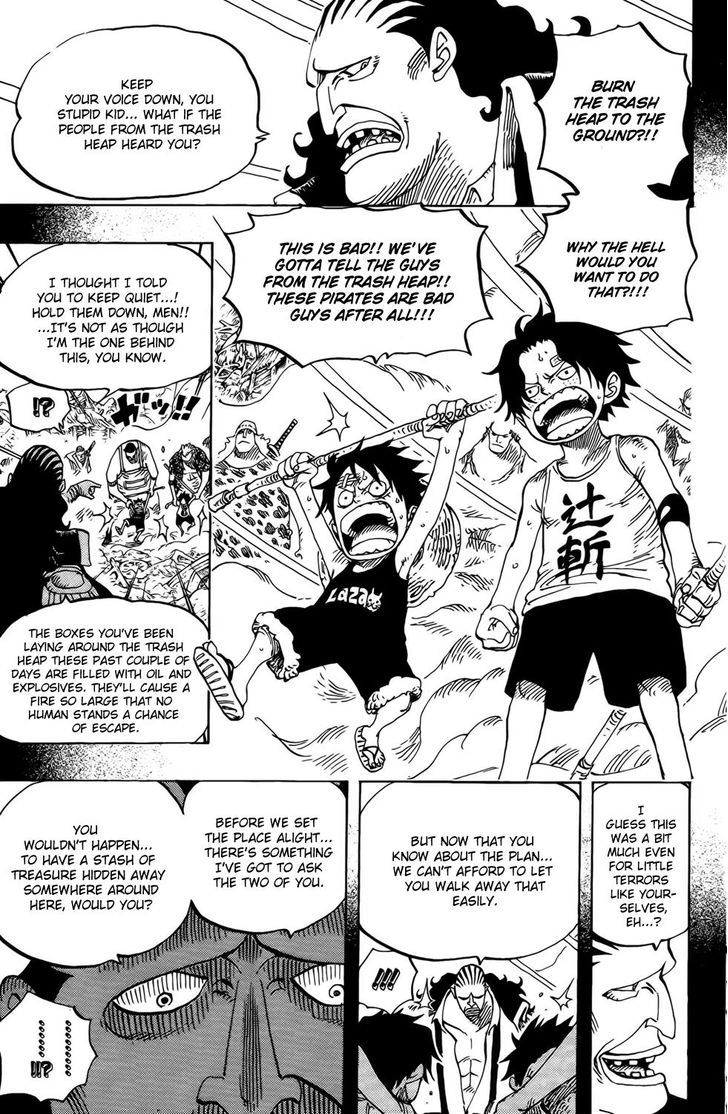 BURN
THE TRASH
HEAP TO
THE
GROUND?!!
KEEP
YOUR VOICE DOWN, YOU
STUPID KID... WHAT IF THE
PEOPLE FROM THE TRASH
HEAP HEARD YOU?
WHY THE HELL
WOULD YOU
WANT TO DO
THAT?!!!
THIS IS BAD!! WE'VE
GOTTA TELL THE GUYS
FROM THE TRASH HEAP!!
THESE PIRATES ARE BAD
GUYS AFTER ALL!!!
辻斬
LaZa
I THOUGHT I TOLD
YOU TO KEEP QUIET...!
HOLD THEM DOWN, MEN!!
...IT'S NOT AS THOUGH
I'M THE ONE BEHIND
THIS, YOU KNOW.
ガッ!!
!?
THE BOXES YOU'VE BEEN
LAYING AROUND THE TRASH
HEAP THESE PAST COUPLE OF
DAYS ARE FILLED WITH OIL AND
EXPLOSIVES. THEY'LL CAUSE A
FIRE SO LARGE THAT NO
HUMAN STANDS A CHANCE
OF ESCAPE.
I
GUESS THIS
WAS A BIT
MUCH EVEN
FOR LITTLE
TERRORS
LIKE YOUR-
SELVES,
EH...?
BUT NOW THAT YOU
KNOW ABOUT THE PLAN...
WE CAN'T AFFORD TO LET
YOU WALK AWAY THAT
EASILY.
!!!
BEFORE WE SET
THE PLACE ALIGHT...
THERE'S SOMETHING
I'VE GOT TO ASK
THE TWO OF YOU.
YOU
WOULDN'T HAPPEN...
TO HAVE A STASH OF
TREASURE HIDDEN AWAY
SOMEWHERE AROUND
HERE, WOULD YOU?
.........
.........
!!?